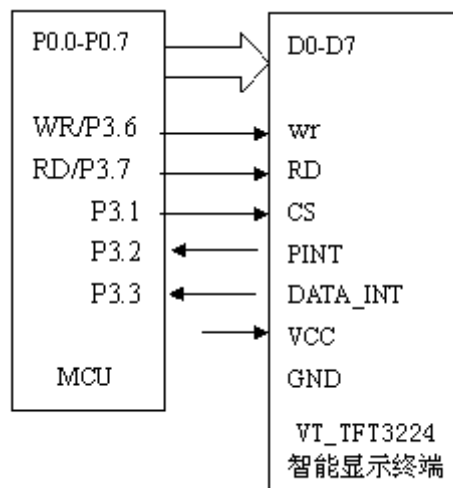 P0.0-P0.7
D0-D7
WR/P3.6
wr
RD/P3.7
RD
P3.1
CS
P3.2
PINT
P3.3
DATA_INT
VCC
MCU
GND
VT_TFT3224
智能显示终端